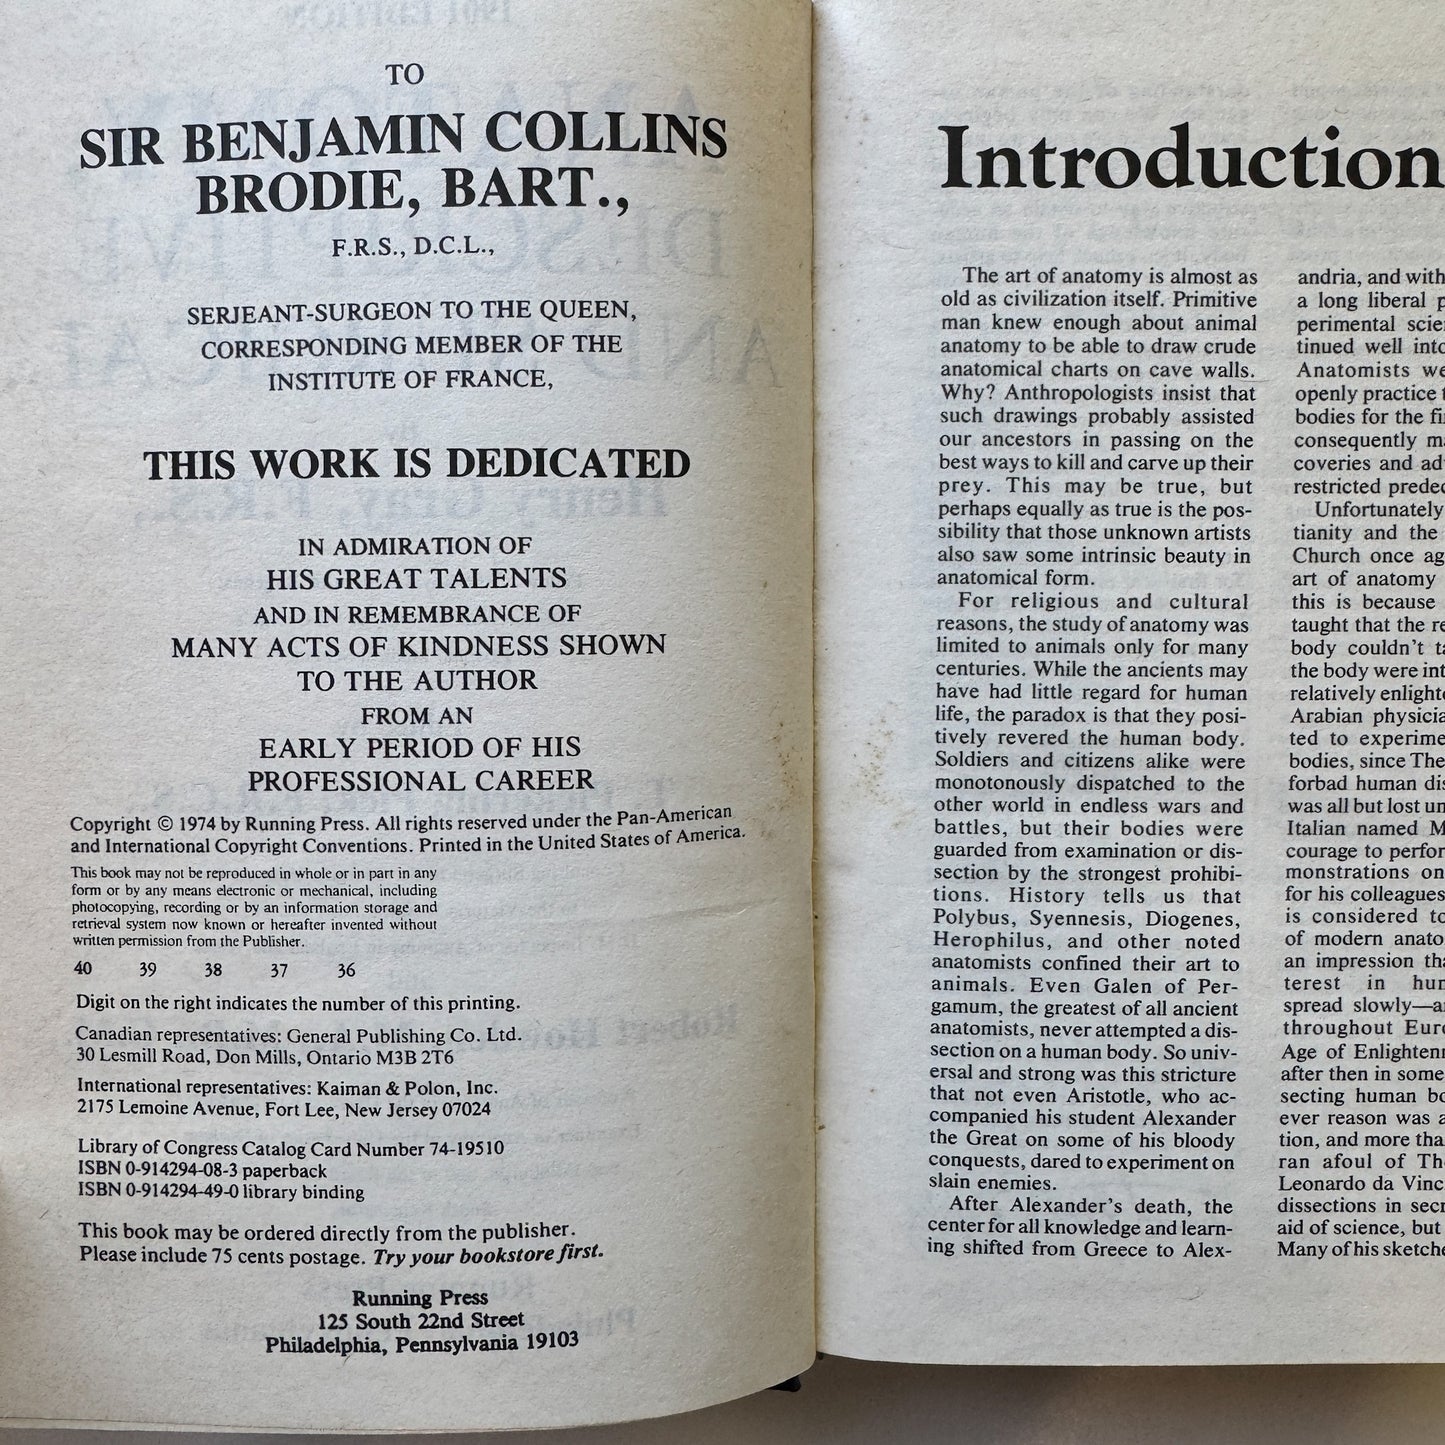 TO
SIR BENJAMIN COLLINS
BRODIE, BART.,
F.R.S., D.C.L.,
SERJEANT-SURGEON TO THE QUEEN,
CORRESPONDING MEMBER OF THE
INSTITUTE OF FRANCE,
THIS WORK IS DEDICATED
IN ADMIRATION OF
HIS GREAT TALENTS
AND IN REMEMBRANCE OF
MANY ACTS OF KINDNESS SHOWN
TO THE AUTHOR
FROM AN
EARLY PERIOD OF HIS
PROFESSIONAL CAREER
Copyright © 1974 by Running Press. All rights reserved under the Pan-American
and International Copyright Conventions. Printed in the United States of America.
This book may not be reproduced in whole or in part in any
form or by any means electronic or mechanical, including
photocopying, recording or by an information storage and
retrieval system now known or hereafter invented without
written permission from the Publisher.
40 39 38 37 36
Digit on the right indicates the number of this printing.
Canadian representatives: General Publishing Co. Ltd.
30 Lesmill Road, Don Mills, Ontario M3B 2T6
International representatives: Kaiman & Polon, Inc.
2175 Lemoine Avenue, Fort Lee, New Jersey 07024
Library of Congress Catalog Card Number 74-19510
ISBN 0-914294-08-3 paperback
ISBN 0-914294-49-0 library binding
This book may be ordered directly from the publisher.
Please include 75 cents postage. Try your bookstore first.
Running Press
125 South 22nd Street
Philadelphia, Pennsylvania 19103
Introduction
The art of anatomy is almost as
old as civilization itself. Primitive
man knew enough about animal
anatomy to be able to draw crude
anatomical charts on cave walls.
Why? Anthropologists insist that
such drawings probably assisted
our ancestors in passing on the
best ways to kill and carve up their
prey. This may be true, but
perhaps equally as true is the pos-
sibility that those unknown artists
also saw some intrinsic beauty in
anatomical form.
For religious and cultural
reasons, the study of anatomy was
limited to animals only for many
centuries. While the ancients may
have had little regard for human
life, the paradox is that they posi-
tively revered the human body.
Soldiers and citizens alike were
monotonously dispatched to the
other world in endless wars and
battles, but their bodies were
guarded from examination or dis-
section by the strongest prohibi-
tions. History tells us that
Polybus, Syennesis, Diogenes,
Herophilus, and other noted
anatomists confined their art to
animals. Even Galen of Per-
gamum, the greatest of all ancient
anatomists, never attempted a dis-
section on a human body. So univ-
ersal and strong was this stricture
that not even Aristotle, who ac-
companied his student Alexander
the Great on some of his bloody
conquests, dared to experiment on
slain enemies.
After Alexander's death, the
center for all knowledge and learn-
ing shifted from Greece to Alex-
andria, and with
a long liberal p
perimental scien
tinued well into
Anatomists we
openly practice t
bodies for the fi
consequently ma
coveries and ad
restricted predec
Unfortunately
tianity and the
Church once ag
art of anatomy
this is because
taught that the re
body couldn't ta
the body were int
relatively enlighte
Arabian physicia
ted to experime
bodies, since The
forbad human dis
was all but lost un
Italian named M
courage to perfor
monstrations on
for his colleagues
is considered to
of modern anato
an impression tha
terest in hum
spread slowly—a
throughout Euro
Age of Enlighten
after then in some
secting human bo
ever reason was a
tion, and more tha
ran afoul of The
Leonardo da Vinc
dissections in secr
aid of science, but
Many of his sketche